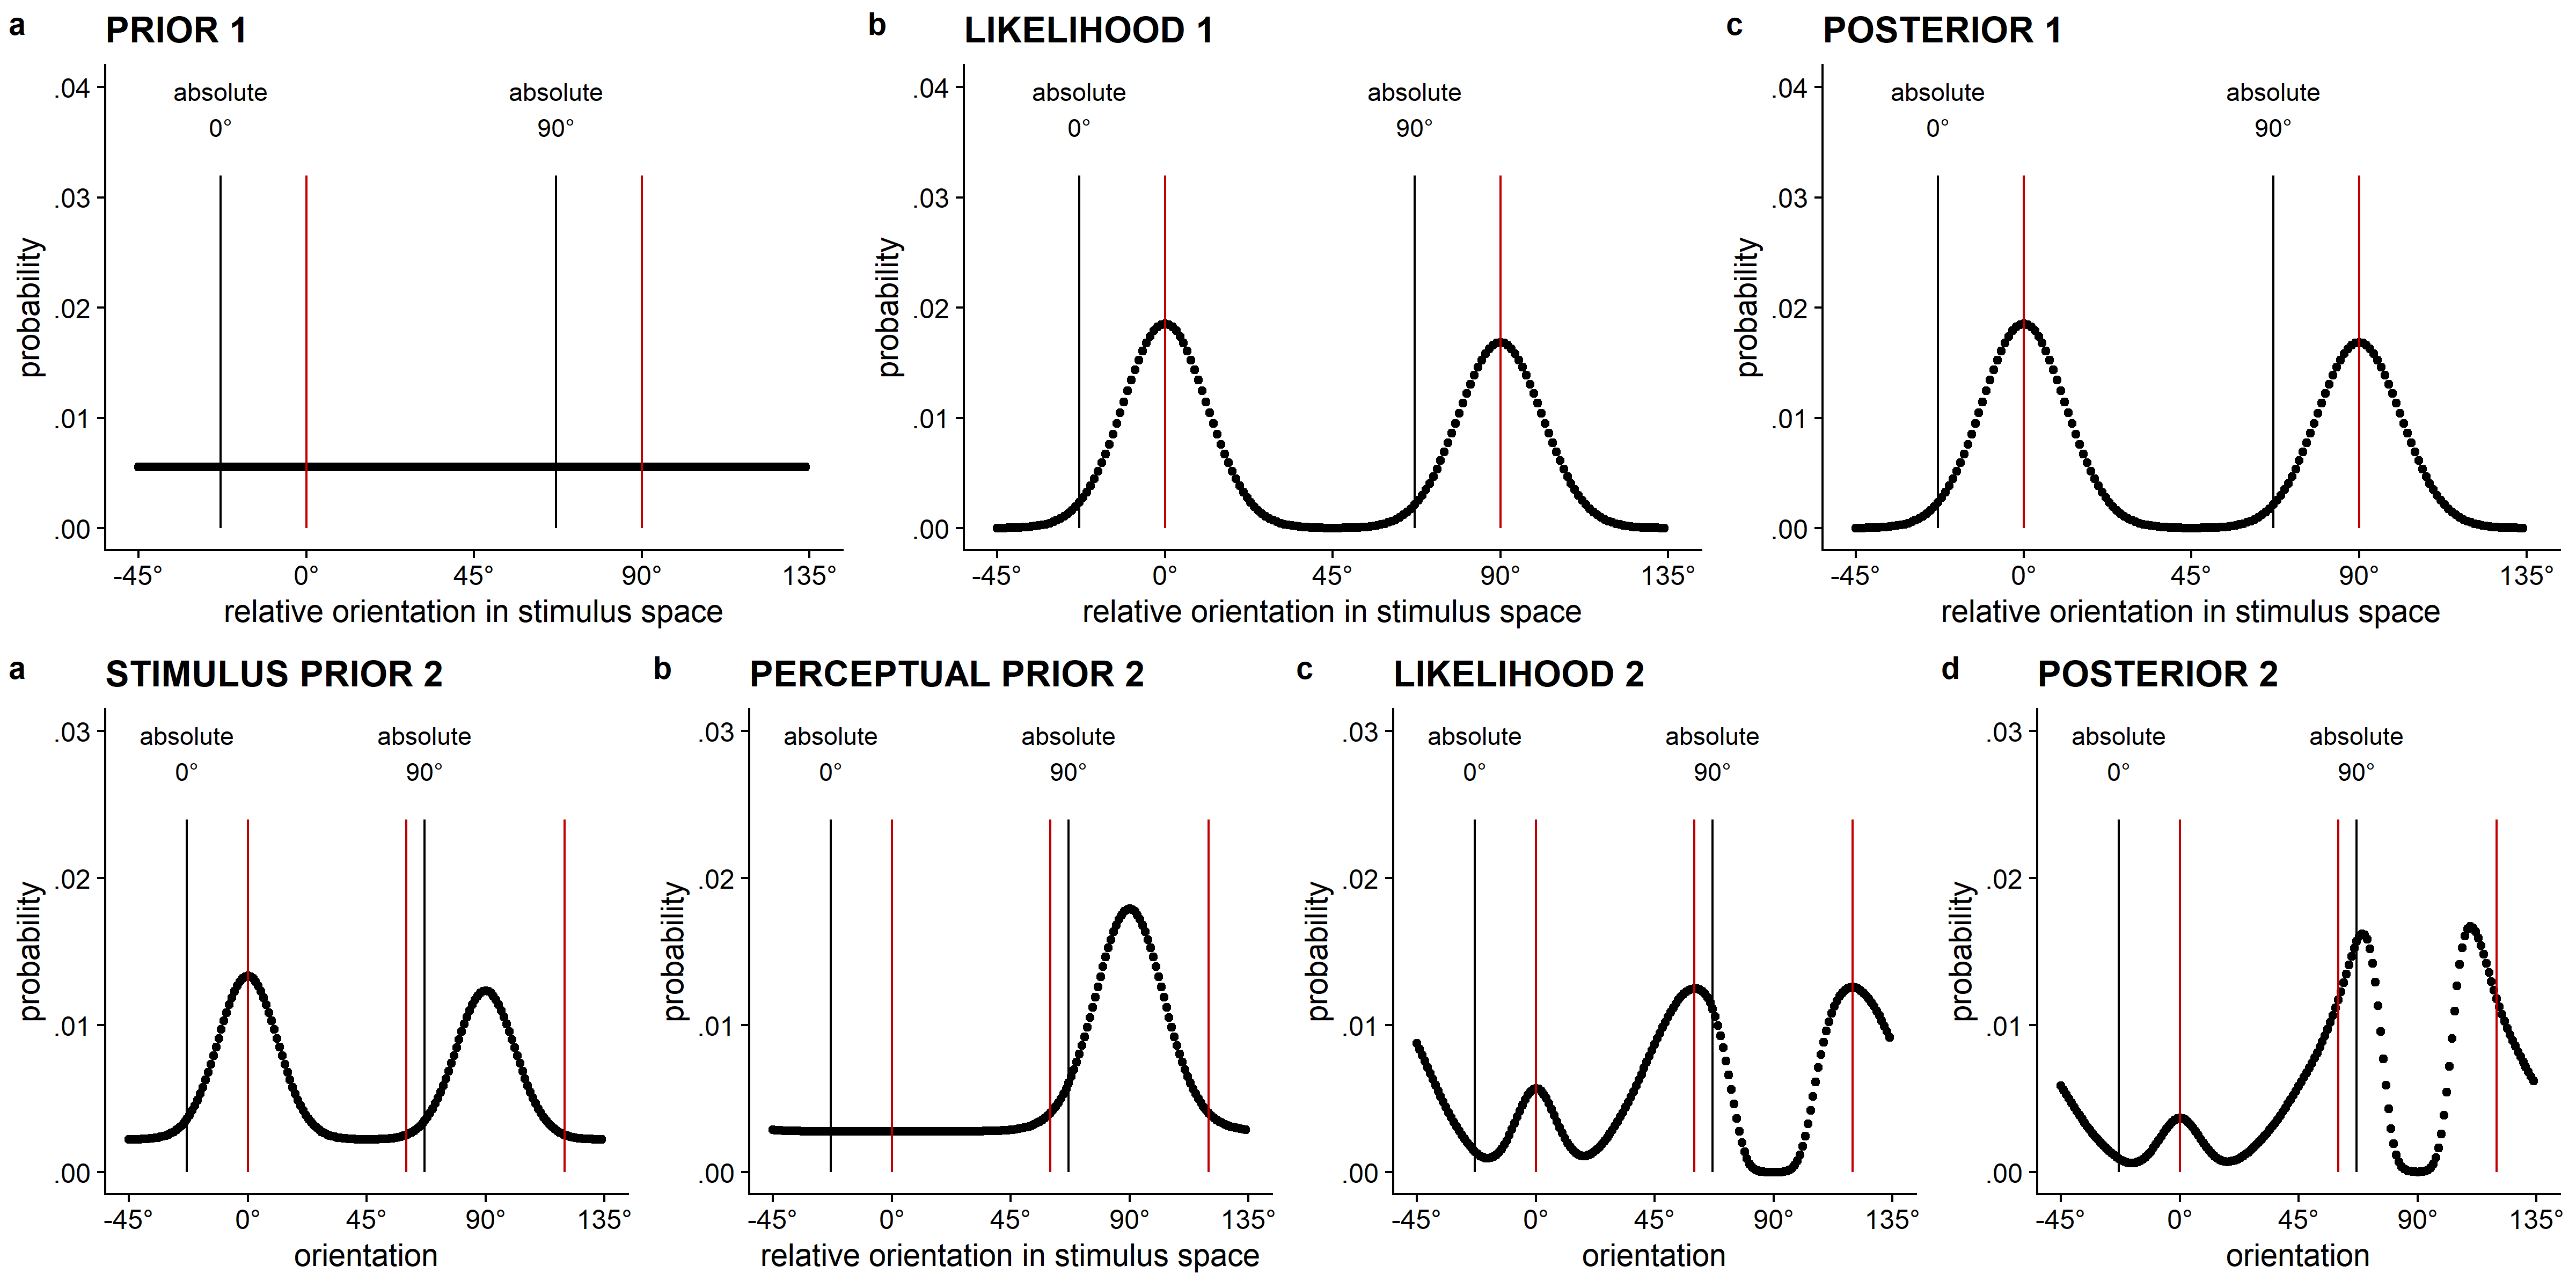 a PRIOR 1
absolute absolute
0° 90°
.04
.03
.02
.01
.00
probability
-45° 0° 45° 90° 135°
relative orientation in stimulus space
b LIKELIHOOD 1
absolute absolute
0° 90°
.04
.03
.02
.01
.00
probability
-45° 0° 45° 90° 135°
relative orientation in stimulus space
c POSTERIOR 1
absolute absolute
0° 90°
.04
.03
.02
.01
.00
probability
-45° 0° 45° 90° 135°
relative orientation in stimulus space
a STIMULUS PRIOR 2
absolute absolute
0° 90°
.03
.02
.01
.00
probability
-45° 0° 45° 90° 135°
orientation
b PERCEPTUAL PRIOR 2
absolute absolute
0° 90°
.03
.02
.01
.00
probability
-45° 0° 45° 90° 135°
relative orientation in stimulus space
c LIKELIHOOD 2
absolute absolute
0° 90°
.03
.02
.01
.00
probability
-45° 0° 45° 90° 135°
orientation
d POSTERIOR 2
absolute absolute
0° 90°
.03
.02
.01
.00
probability
-45° 0° 45° 90° 135°
orientation